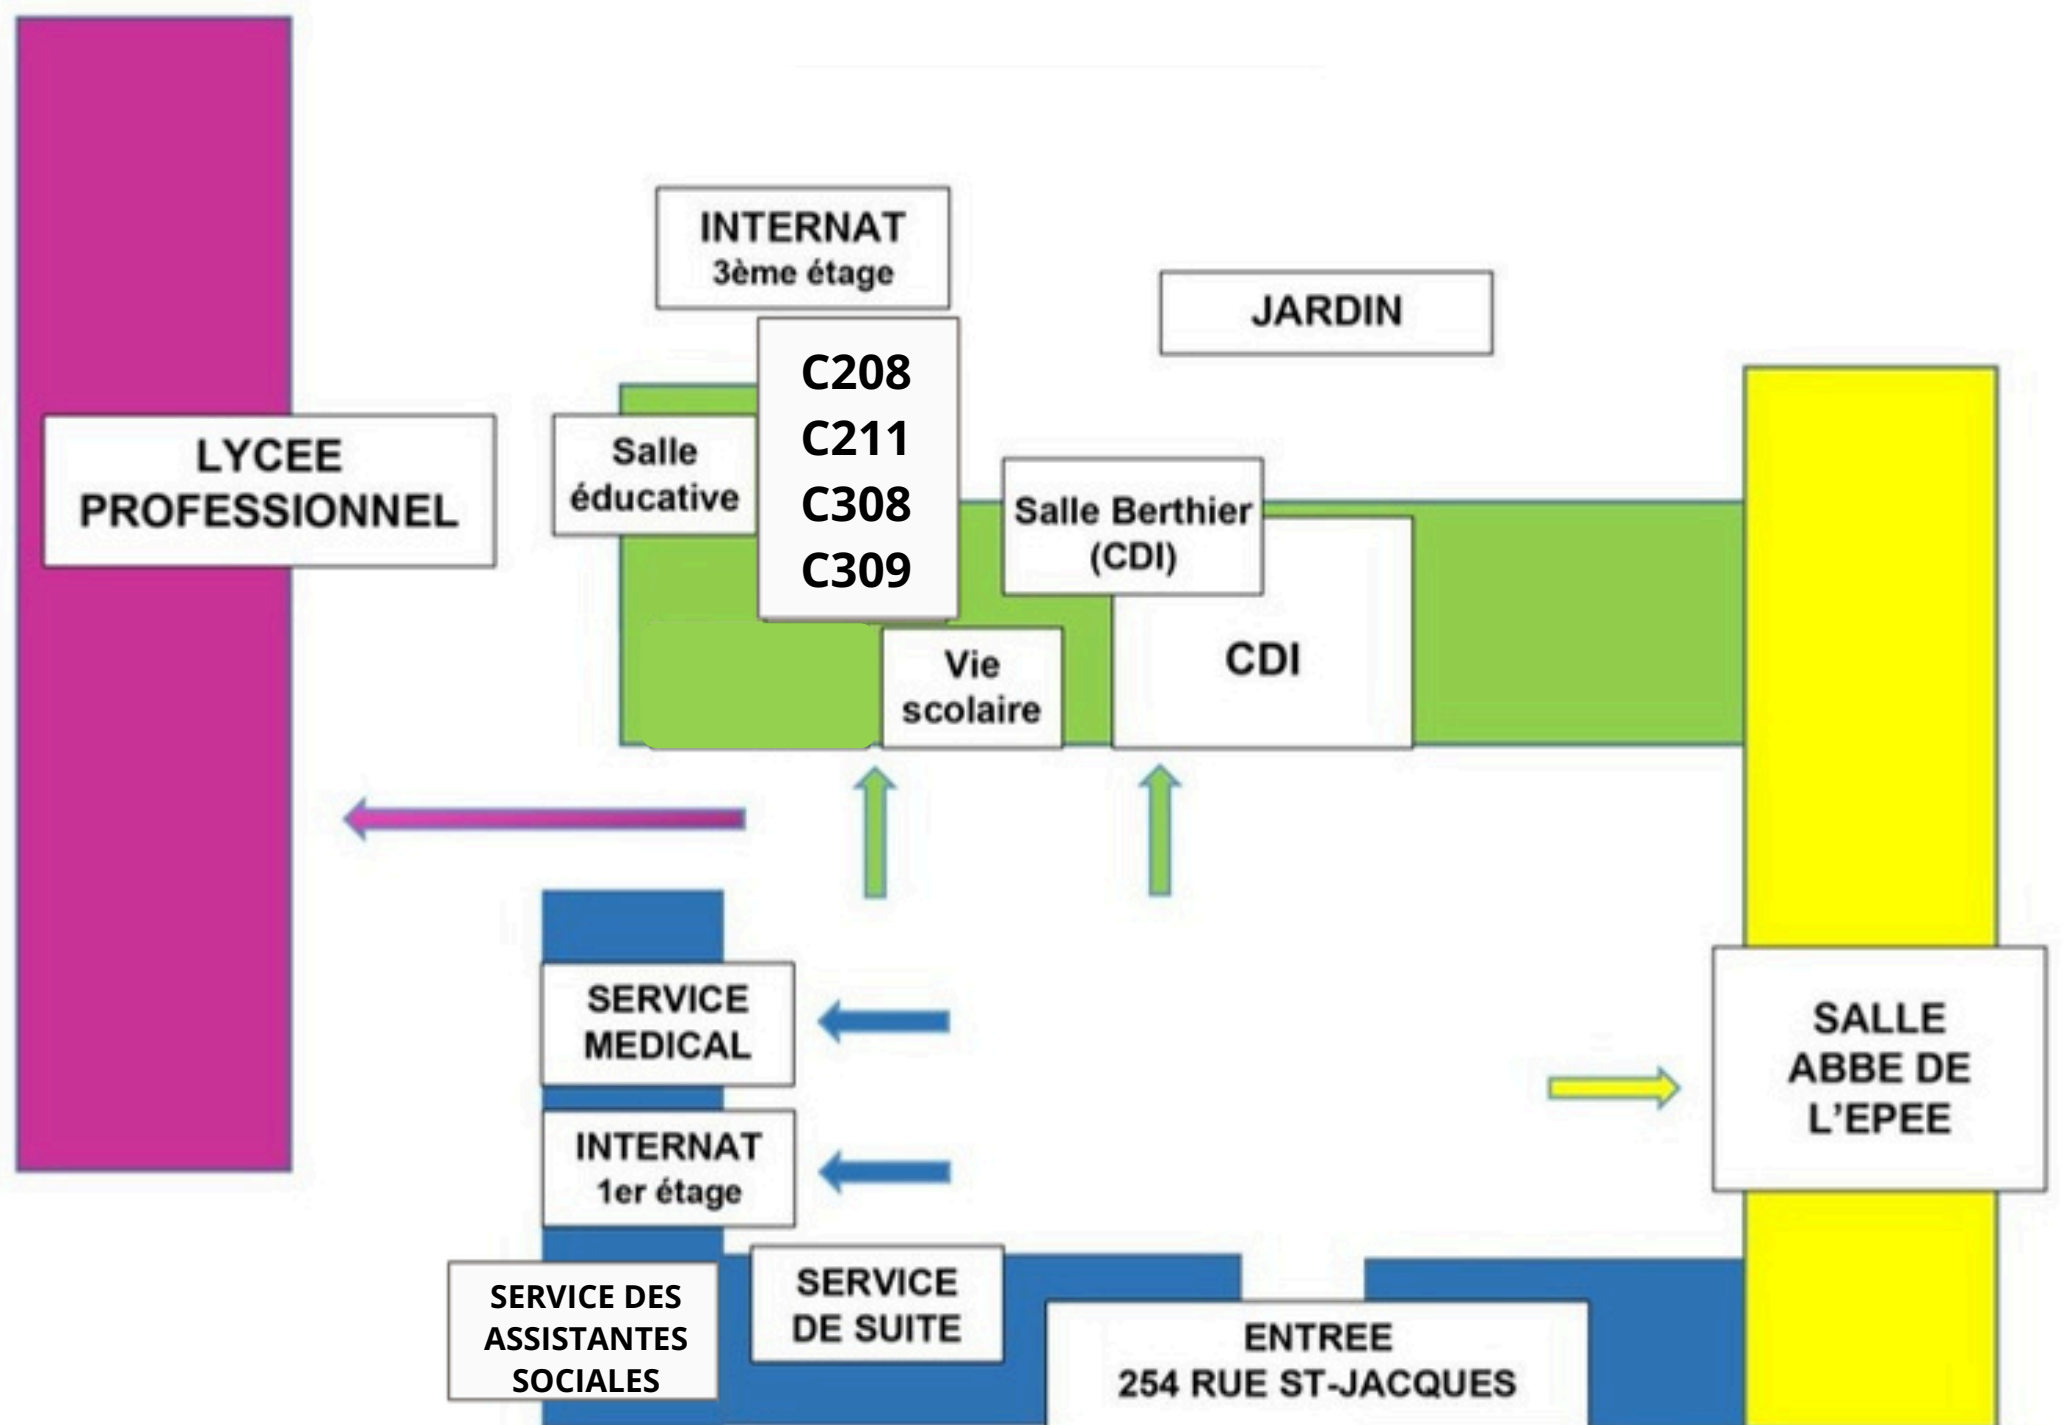 INTERNAT
3ème étage
JARDIN
C208
C211
C308
C309
LYCEE
PROFESSIONNEL
Salle
éducative
Salle Berthier
(CDI)
CDI
Vie
scolaire
SERVICE
MEDICAL
INTERNAT
1er étage
SALLE
ABBE DE
L’EPEE
SERVICE DES
ASSISTANTES
SOCIALES
SERVICE
DE SUITE
ENTREE
254 RUE ST-JACQUES